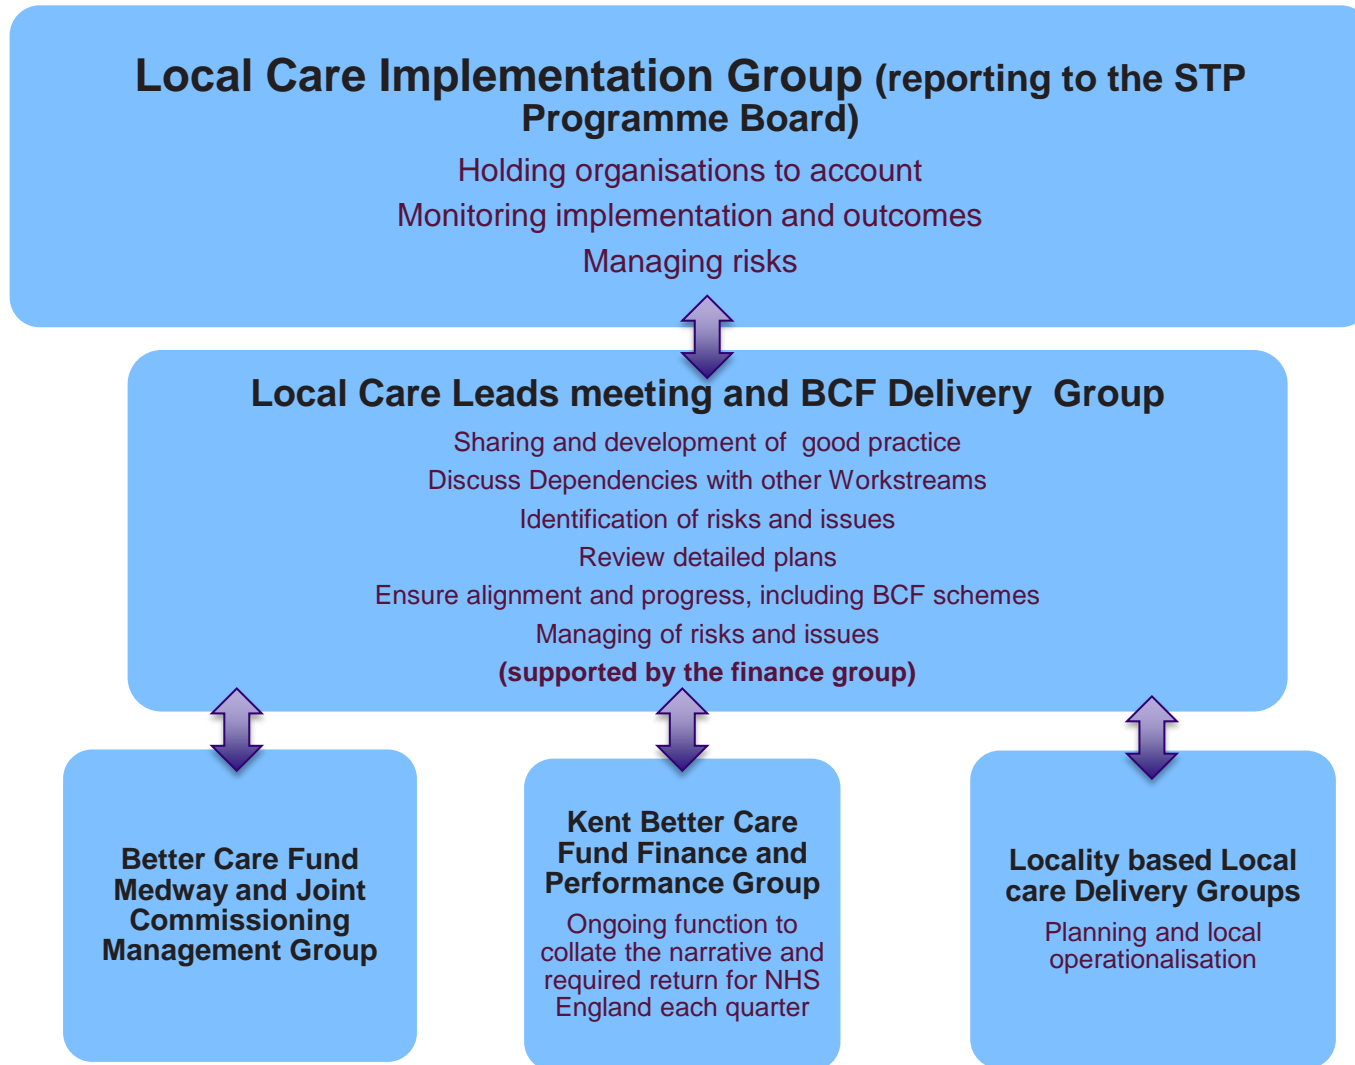 Local Care Implementation Group (reporting to the STP
Programme Board)
Holding organisations to account
Monitoring implementation and outcomes
Managing risks
Local Care Leads meeting and BCF Delivery  Group
Sharing and development of  good practice
Discuss Dependencies with other Workstreams
Identification of risks and issues
Review detailed plans
Ensure alignment and progress, including BCF schemes
Managing of risks and issues
(supported by the finance group)
Better Care Fund
Medway and Joint
Commissioning
Management Group
Kent Better Care
Fund Finance and
Performance Group
Ongoing function to
collate the narrative and
required return for NHS
England each quarter
Locality based Local
care Delivery Groups
Planning and local
operationalisation